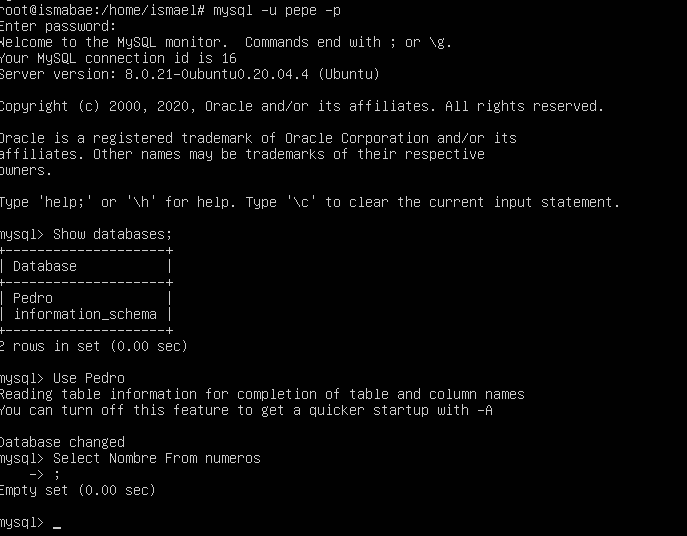 root@ismabae:/home/ismael# mysql -u pepe -p
Enter password:
Welcome to the MySQL monitor.  Commands end with ; or \g.
Your MySQL connection id is 16
Server version: 8.0.21-0ubuntu0.20.04.4 (Ubuntu)

Copyright (c) 2000, 2020, Oracle and/or its affiliates. All rights reserved.

Oracle is a registered trademark of Oracle Corporation and/or its
affiliates. Other names may be trademarks of their respective
owners.

Type 'help;' or '\h' for help. Type '\c' to clear the current input statement.

mysql> Show databases;
+--------------------+
| Database           |
+--------------------+
| Pedro              |
| information_schema |
+--------------------+
2 rows in set (0.00 sec)

mysql> Use Pedro
Reading table information for completion of table and column names
You can turn off this feature to get a quicker startup with -A

Database changed
mysql> Select Nombre From numeros
    -> ;
Empty set (0.00 sec)

mysql> _